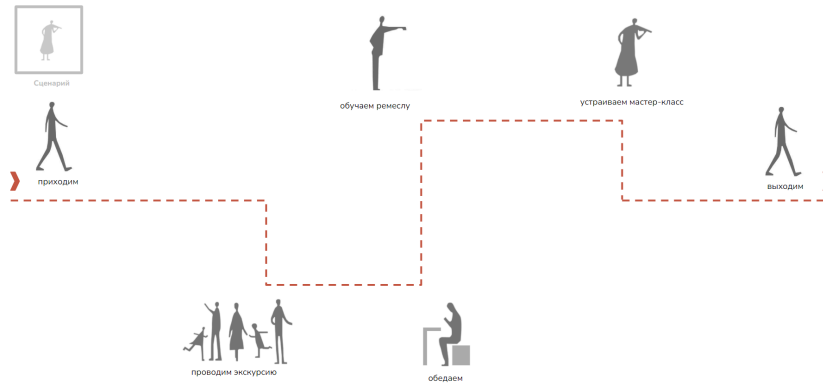 Сценарий
обучаем ремеслу
устраиваем мастер-класс
приходим
выходим
проводим экскурсию
обедаем